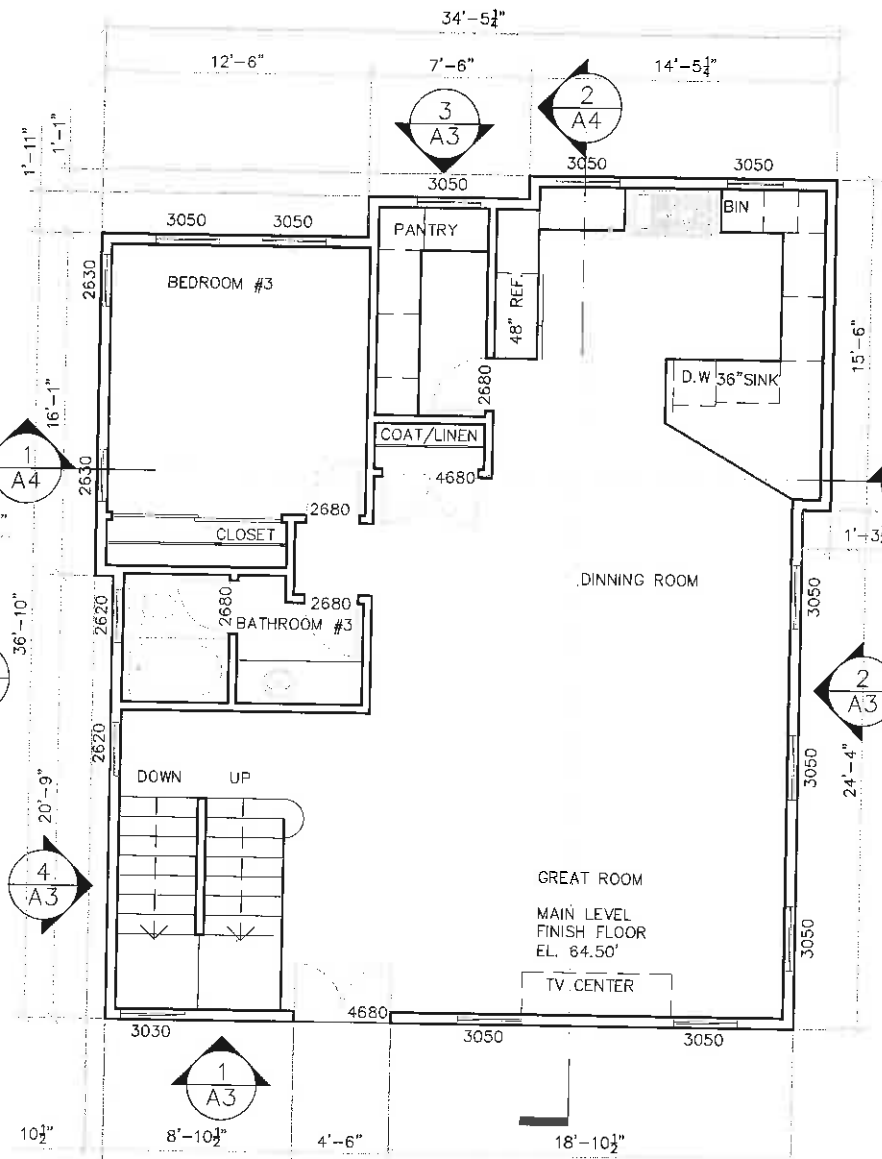 34'-5¼"
12'-6"
7'-6"
14'-5¼"
3
A3
2
A4
1'-11"
1'-1"
3050
3050
3050
3050
3050
PANTRY
BIN
BEDROOM #3
2630
48" REF.
15'-6"
2680
D.W
36"SINK
16'-1"
COAT/LINEN
1
A4
2630
4680
2680
CLOSET
DINNING ROOM
3050
2620
2680
2680
BATHROOM #3
36'-10"
2
A3
2620
3050
24'-4"
DOWN
UP
20'-9"
4
A3
GREAT ROOM
MAIN LEVEL
FINISH FLOOR
EL. 64.50'
3050
TV CENTER
4680
3030
3050
3050
1
A3
10½"
8'-10½"
4'-6"
18'-10½"